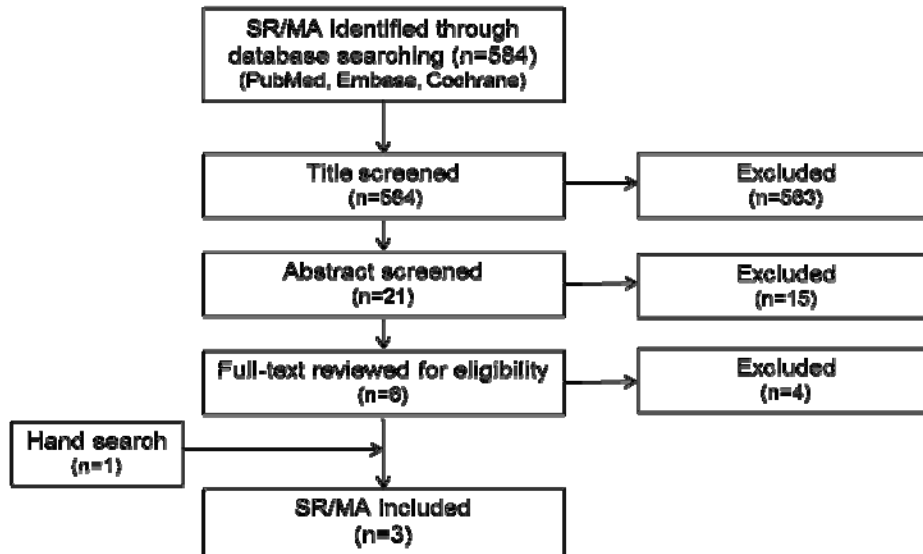 SR/MA identified through
database searching (n=584)
(PubMed, Embase, Cochrane)
Title screened
(n=584)
Excluded
(n=563)
Abstract screened
(n=21)
Excluded
(n=15)
Full-text reviewed for eligibility
(n=6)
Excluded
(n=4)
Hand search
(n=1)
SR/MA included
(n=3)